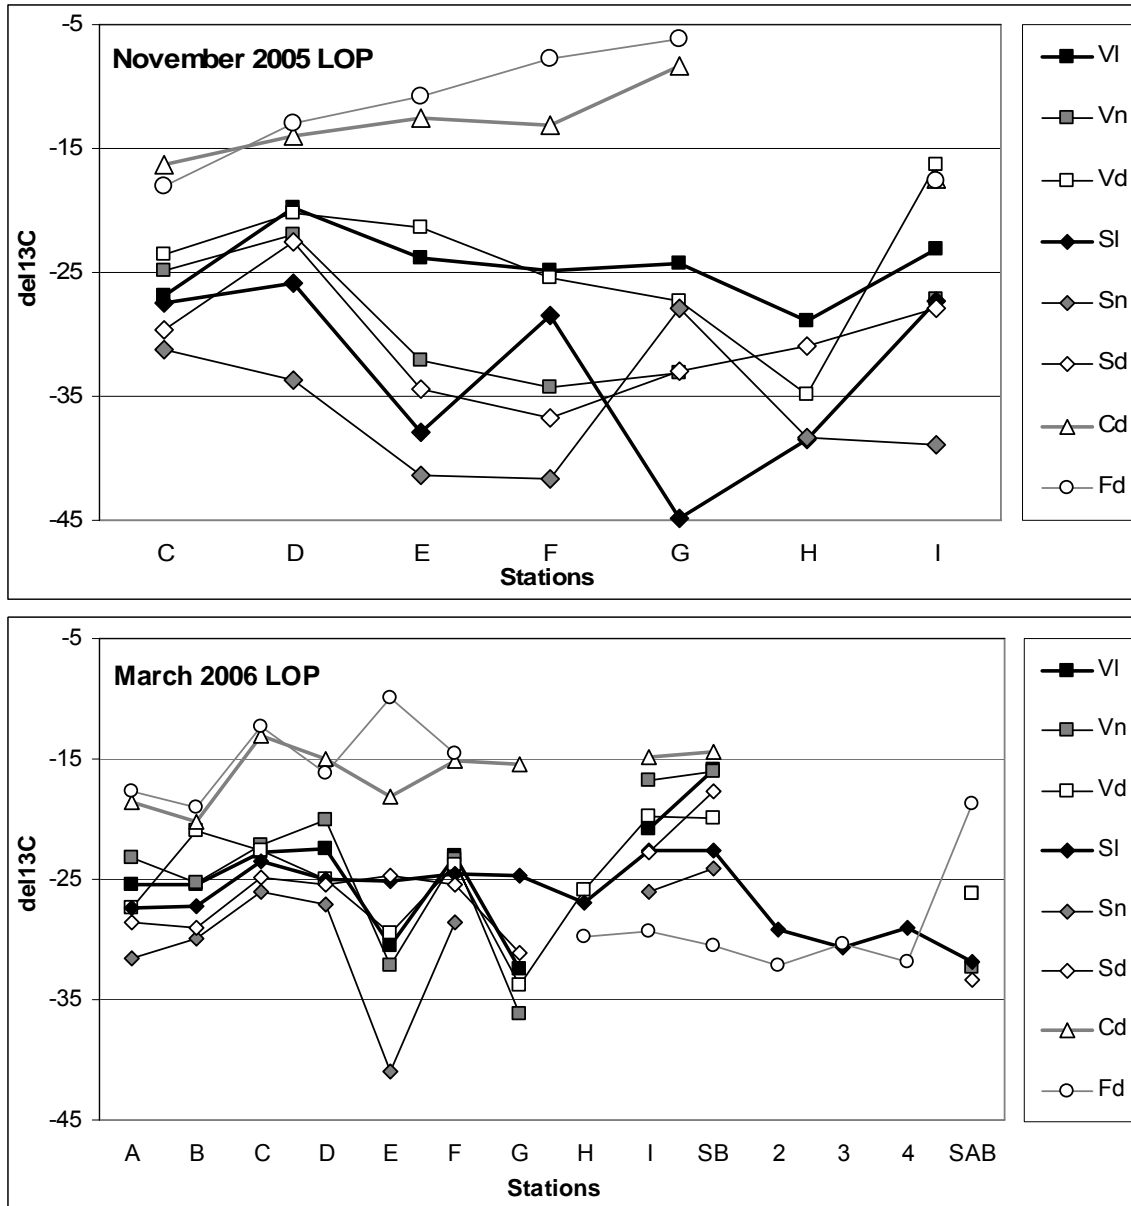 November 2005 LOP
-5
-15
-25
-35
-45
del13C
C D E F G H I
Stations
Vl
Vn
Vd
Sl
Sn
Sd
Cd
Fd
March 2006 LOP
-5
-15
-25
-35
-45
del13C
A B C D E F G H I SB 2 3 4 SAB
Stations
Vl
Vn
Vd
Sl
Sn
Sd
Cd
Fd